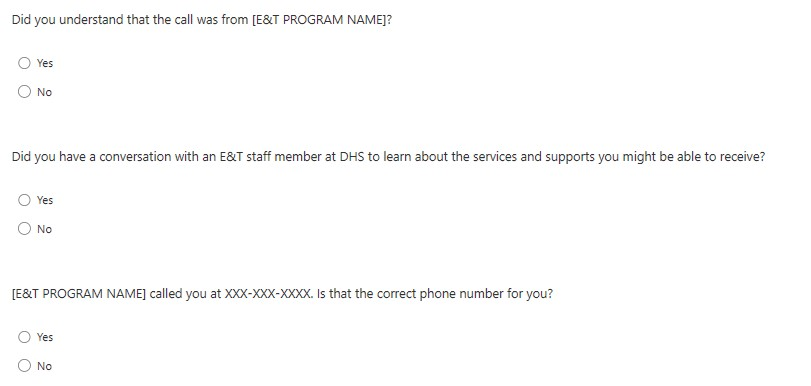 Did you understand that the call was from [E&T PROGRAM NAME]?
Yes
No
Did you have a conversation with an E&T staff member at DHS to learn about the services and supports you might be able to receive?
Yes
No
[E&T PROGRAM NAME] called you at XXX-XXX-XXXX. Is that the correct phone number for you?
Yes
No